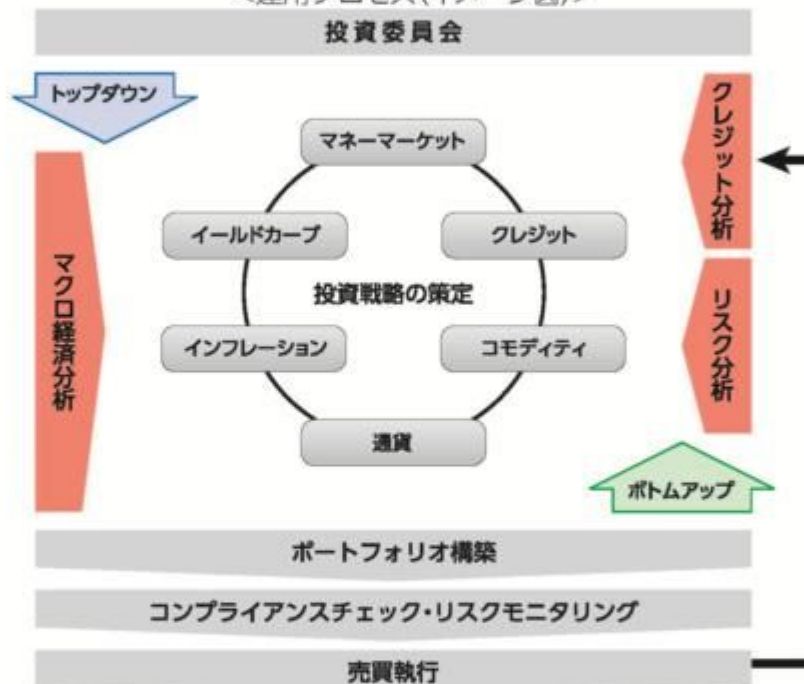 投資委員会
トップダウン
マネーマーケット
クレジット分析
イールドカーブ
クレジット
マクロ経済分析
投資戦略の策定
リスク分析
インフレーション
コモディティ
通貨
ボトムアップ
ポートフォリオ構築
コンプライアンスチェック・リスクモニタリング
売買執行